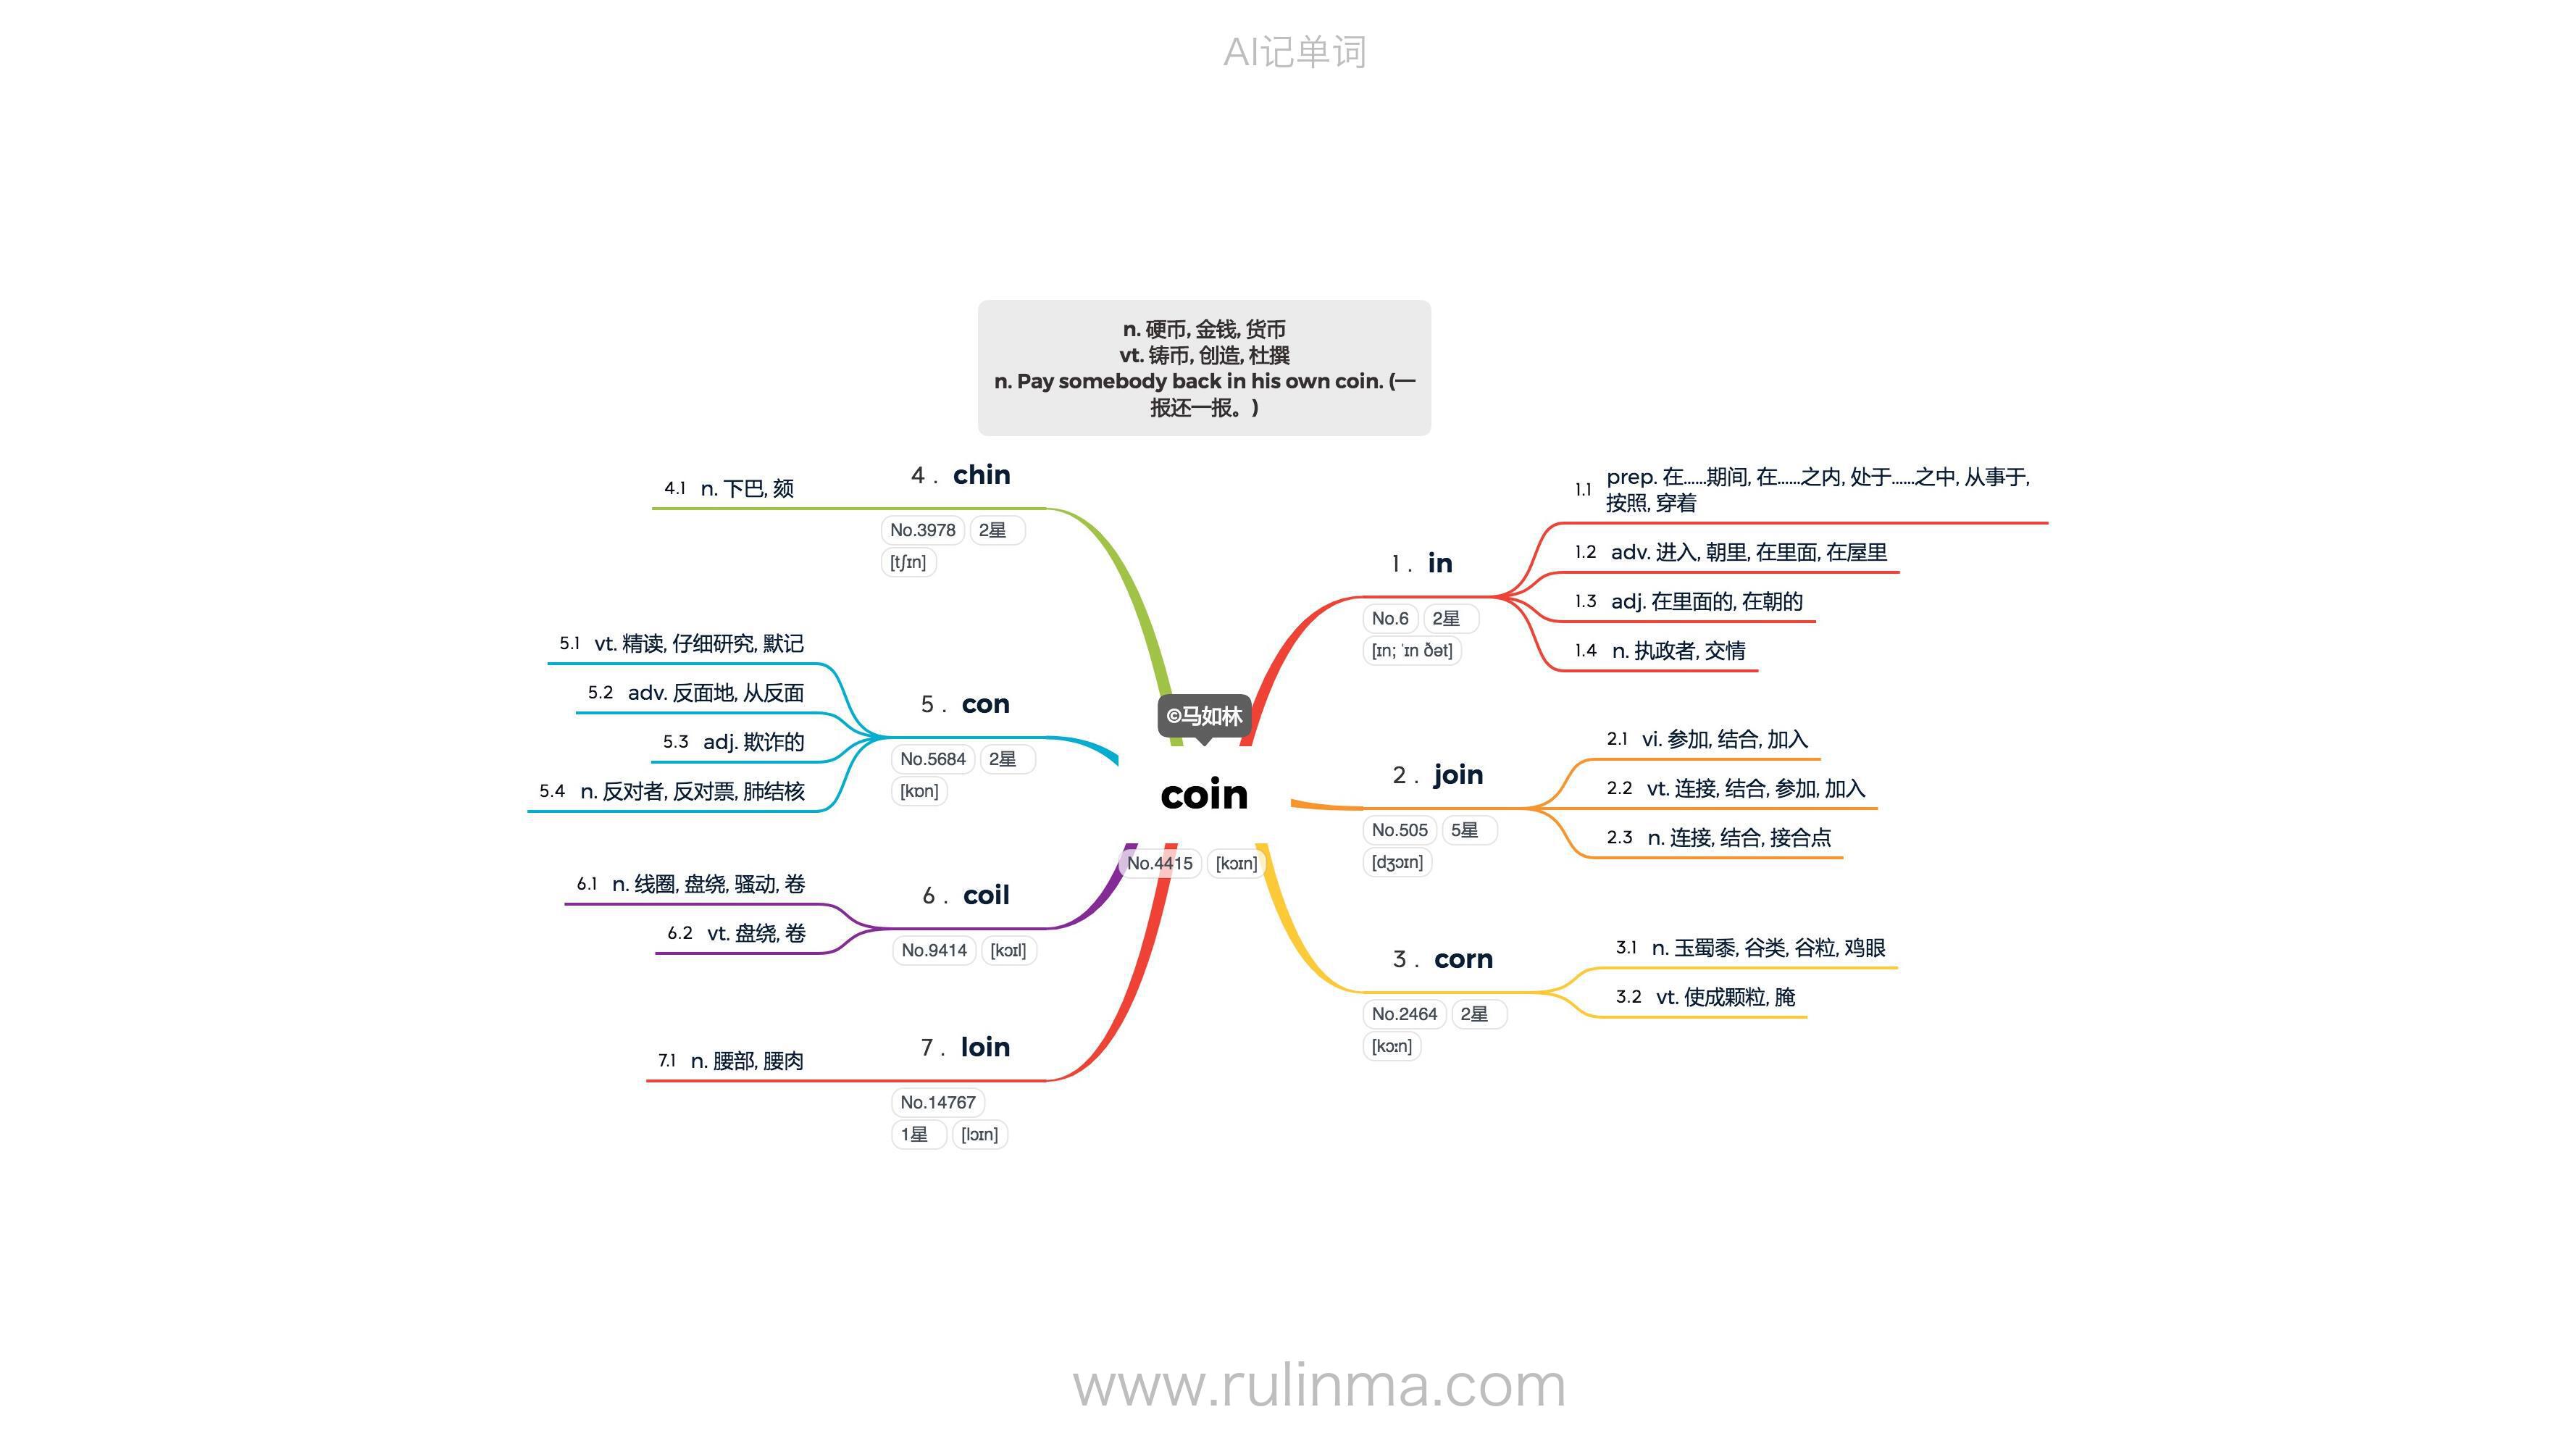 AI记单词
n. 硬币, 金钱, 货币
vt. 铸币, 创造, 杜撰
n. Pay somebody back in his own coin. (一
报还一报。)
©马如林
coin
No.4415 [kɔɪn]
1. in
No.6 2星
[ɪn; ˈɪn ðət]
1.1 prep. 在……期间, 在……之内, 处于……之中, 从事于,
按照, 穿着
1.2 adv. 进入, 朝里, 在里面, 在屋里
1.3 adj. 在里面的, 在朝的
1.4 n. 执政者, 交情
2. join
No.505 5星
[dʒɔɪn]
2.1 vi. 参加, 结合, 加入
2.2 vt. 连接, 结合, 参加, 加入
2.3 n. 连接, 结合, 接合点
3. corn
No.2464 2星
[kɔːn]
3.1 n. 玉蜀黍, 谷类, 谷粒, 鸡眼
3.2 vt. 使成颗粒, 腌
4. chin
No.3978 2星
[tʃɪn]
4.1 n. 下巴, 颏
5. con
No.5684 2星
[kɒn]
5.1 vt. 精读, 仔细研究, 默记
5.2 adv. 反面地, 从反面
5.3 adj. 欺诈的
5.4 n. 反对者, 反对票, 肺结核
6. coil
No.9414 [kɔɪl]
6.1 n. 线圈, 盘绕, 骚动, 卷
6.2 vt. 盘绕, 卷
7. loin
No.14767
1星 [lɔɪn]
7.1 n. 腰部, 腰肉
www.rulinma.com